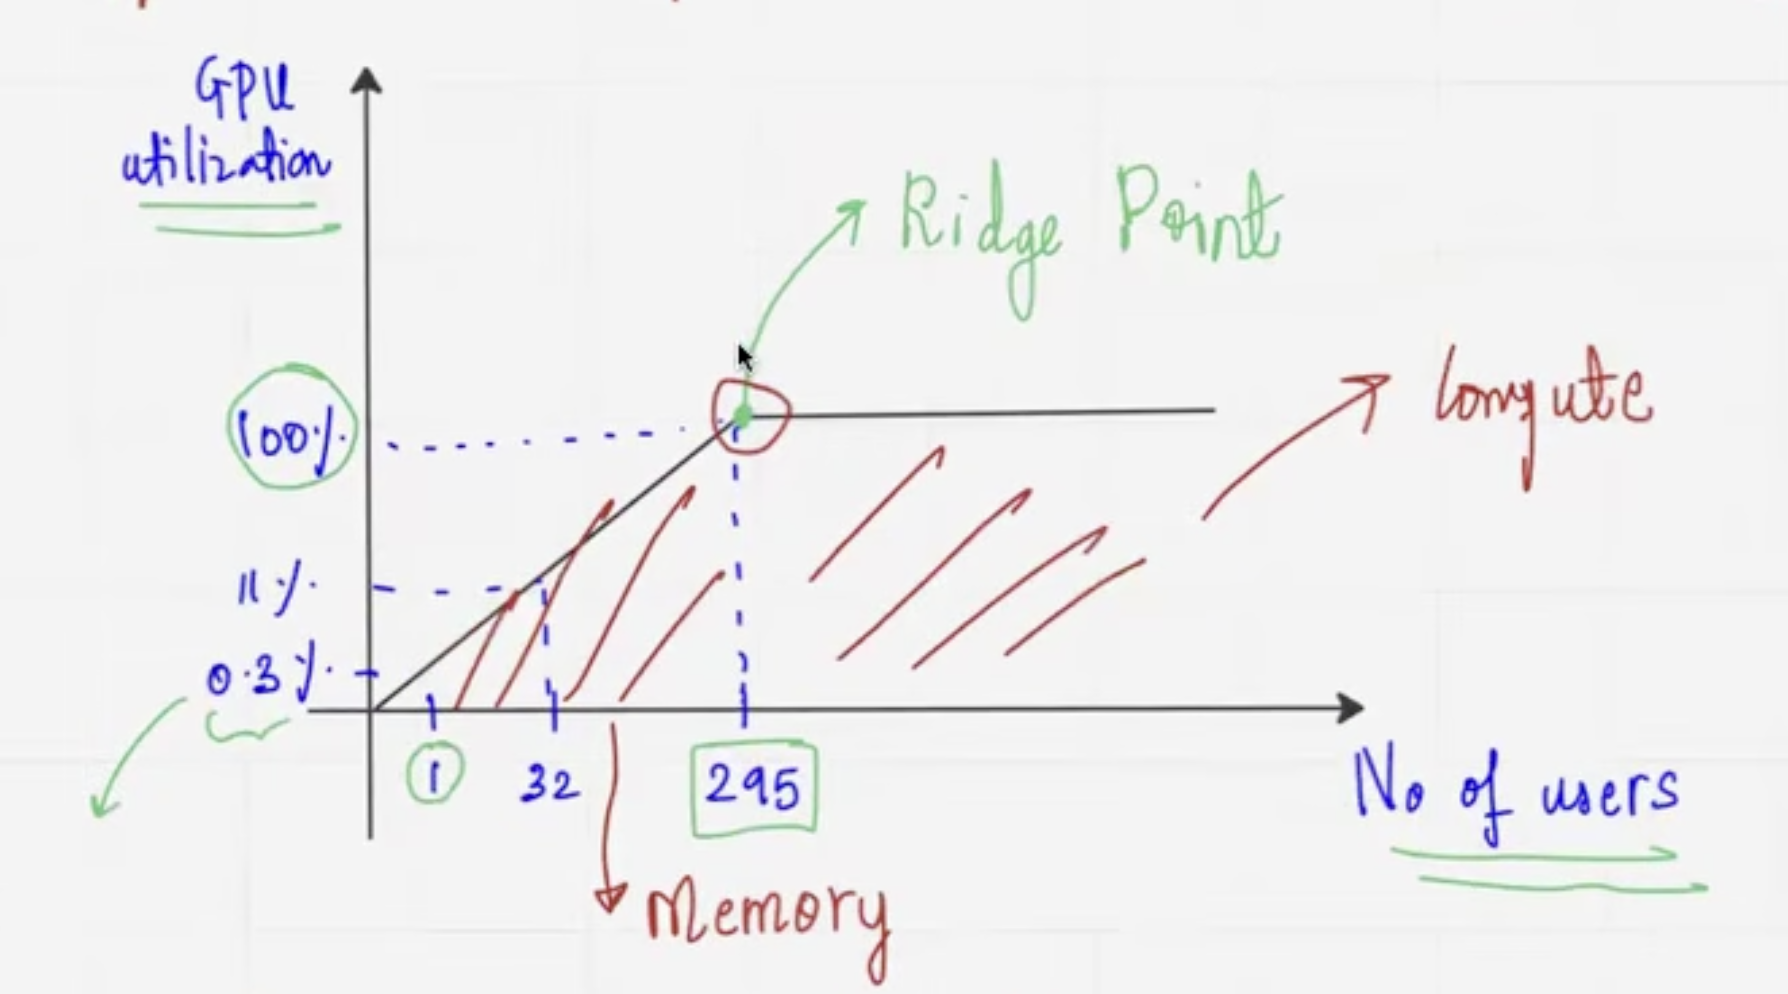 GPU
utilization
Ridge Point
100%
Compute
11%
0.3%
1 32 295
No of users
Memory